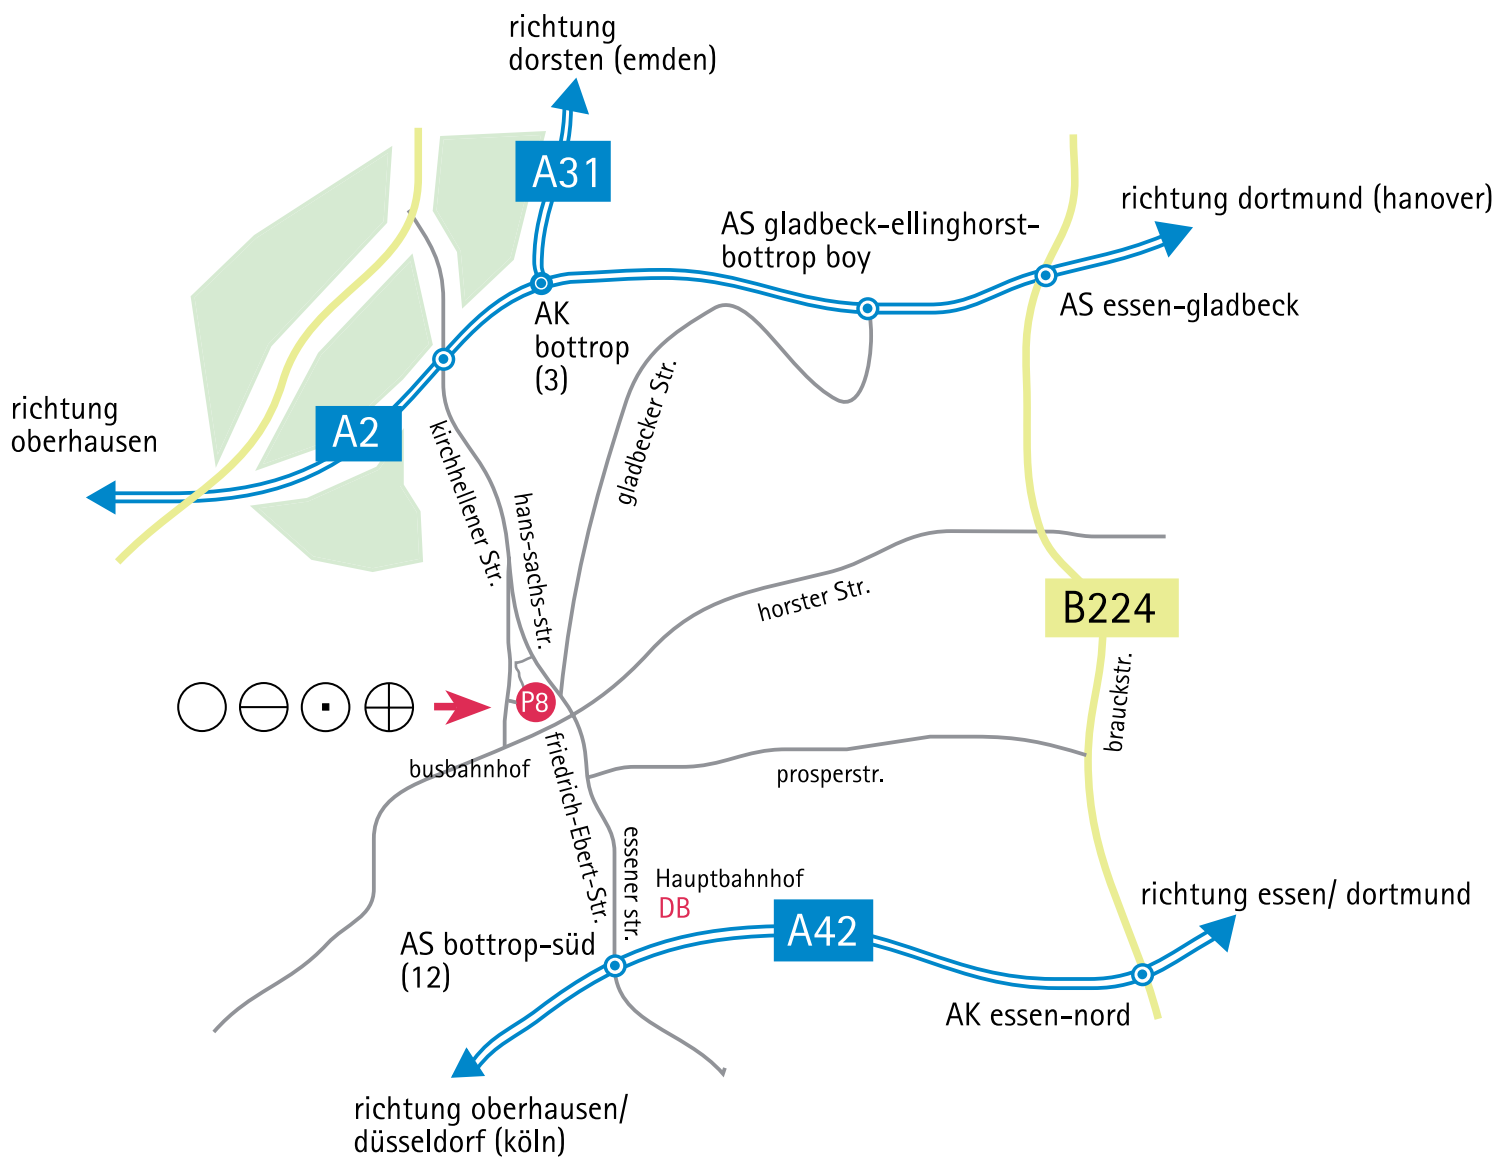 richtung
dorsten (emden)
A31
richtung dortmund (hanover)
AS gladbeck-ellinghorst-
bottrop boy
AS essen-gladbeck
AK
bottrop
(3)
richtung
oberhausen
A2
kirchhellener Str.
hans-sachs-str.
gladbecker Str.
horster Str.
B224
brauckstr.
P8
busbahnhof
friedrich-Ebert-Str.
prosperstr.
essener str.
Hauptbahnhof
DB
A42
richtung essen/ dortmund
AS bottrop-süd
(12)
AK essen-nord
richtung oberhausen/
düsseldorf (köln)